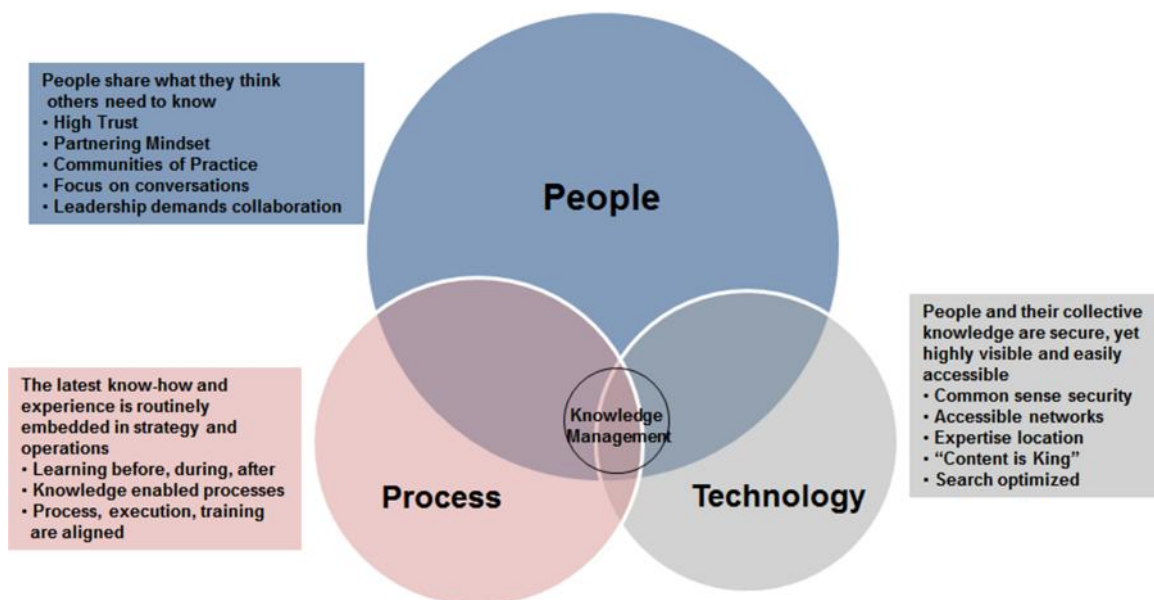 People share what they think
others need to know
• High Trust
• Partnering Mindset
• Communities of Practice
• Focus on conversations
• Leadership demands collaboration
People
People and their collective
knowledge are secure, yet
highly visible and easily
accessible
• Common sense security
• Accessible networks
• Expertise location
• “Content is King”
• Search optimized
The latest know-how and
experience is routinely
embedded in strategy and
operations
• Learning before, during, after
• Knowledge enabled processes
• Process, execution, training
are aligned
Knowledge
Management
Process
Technology